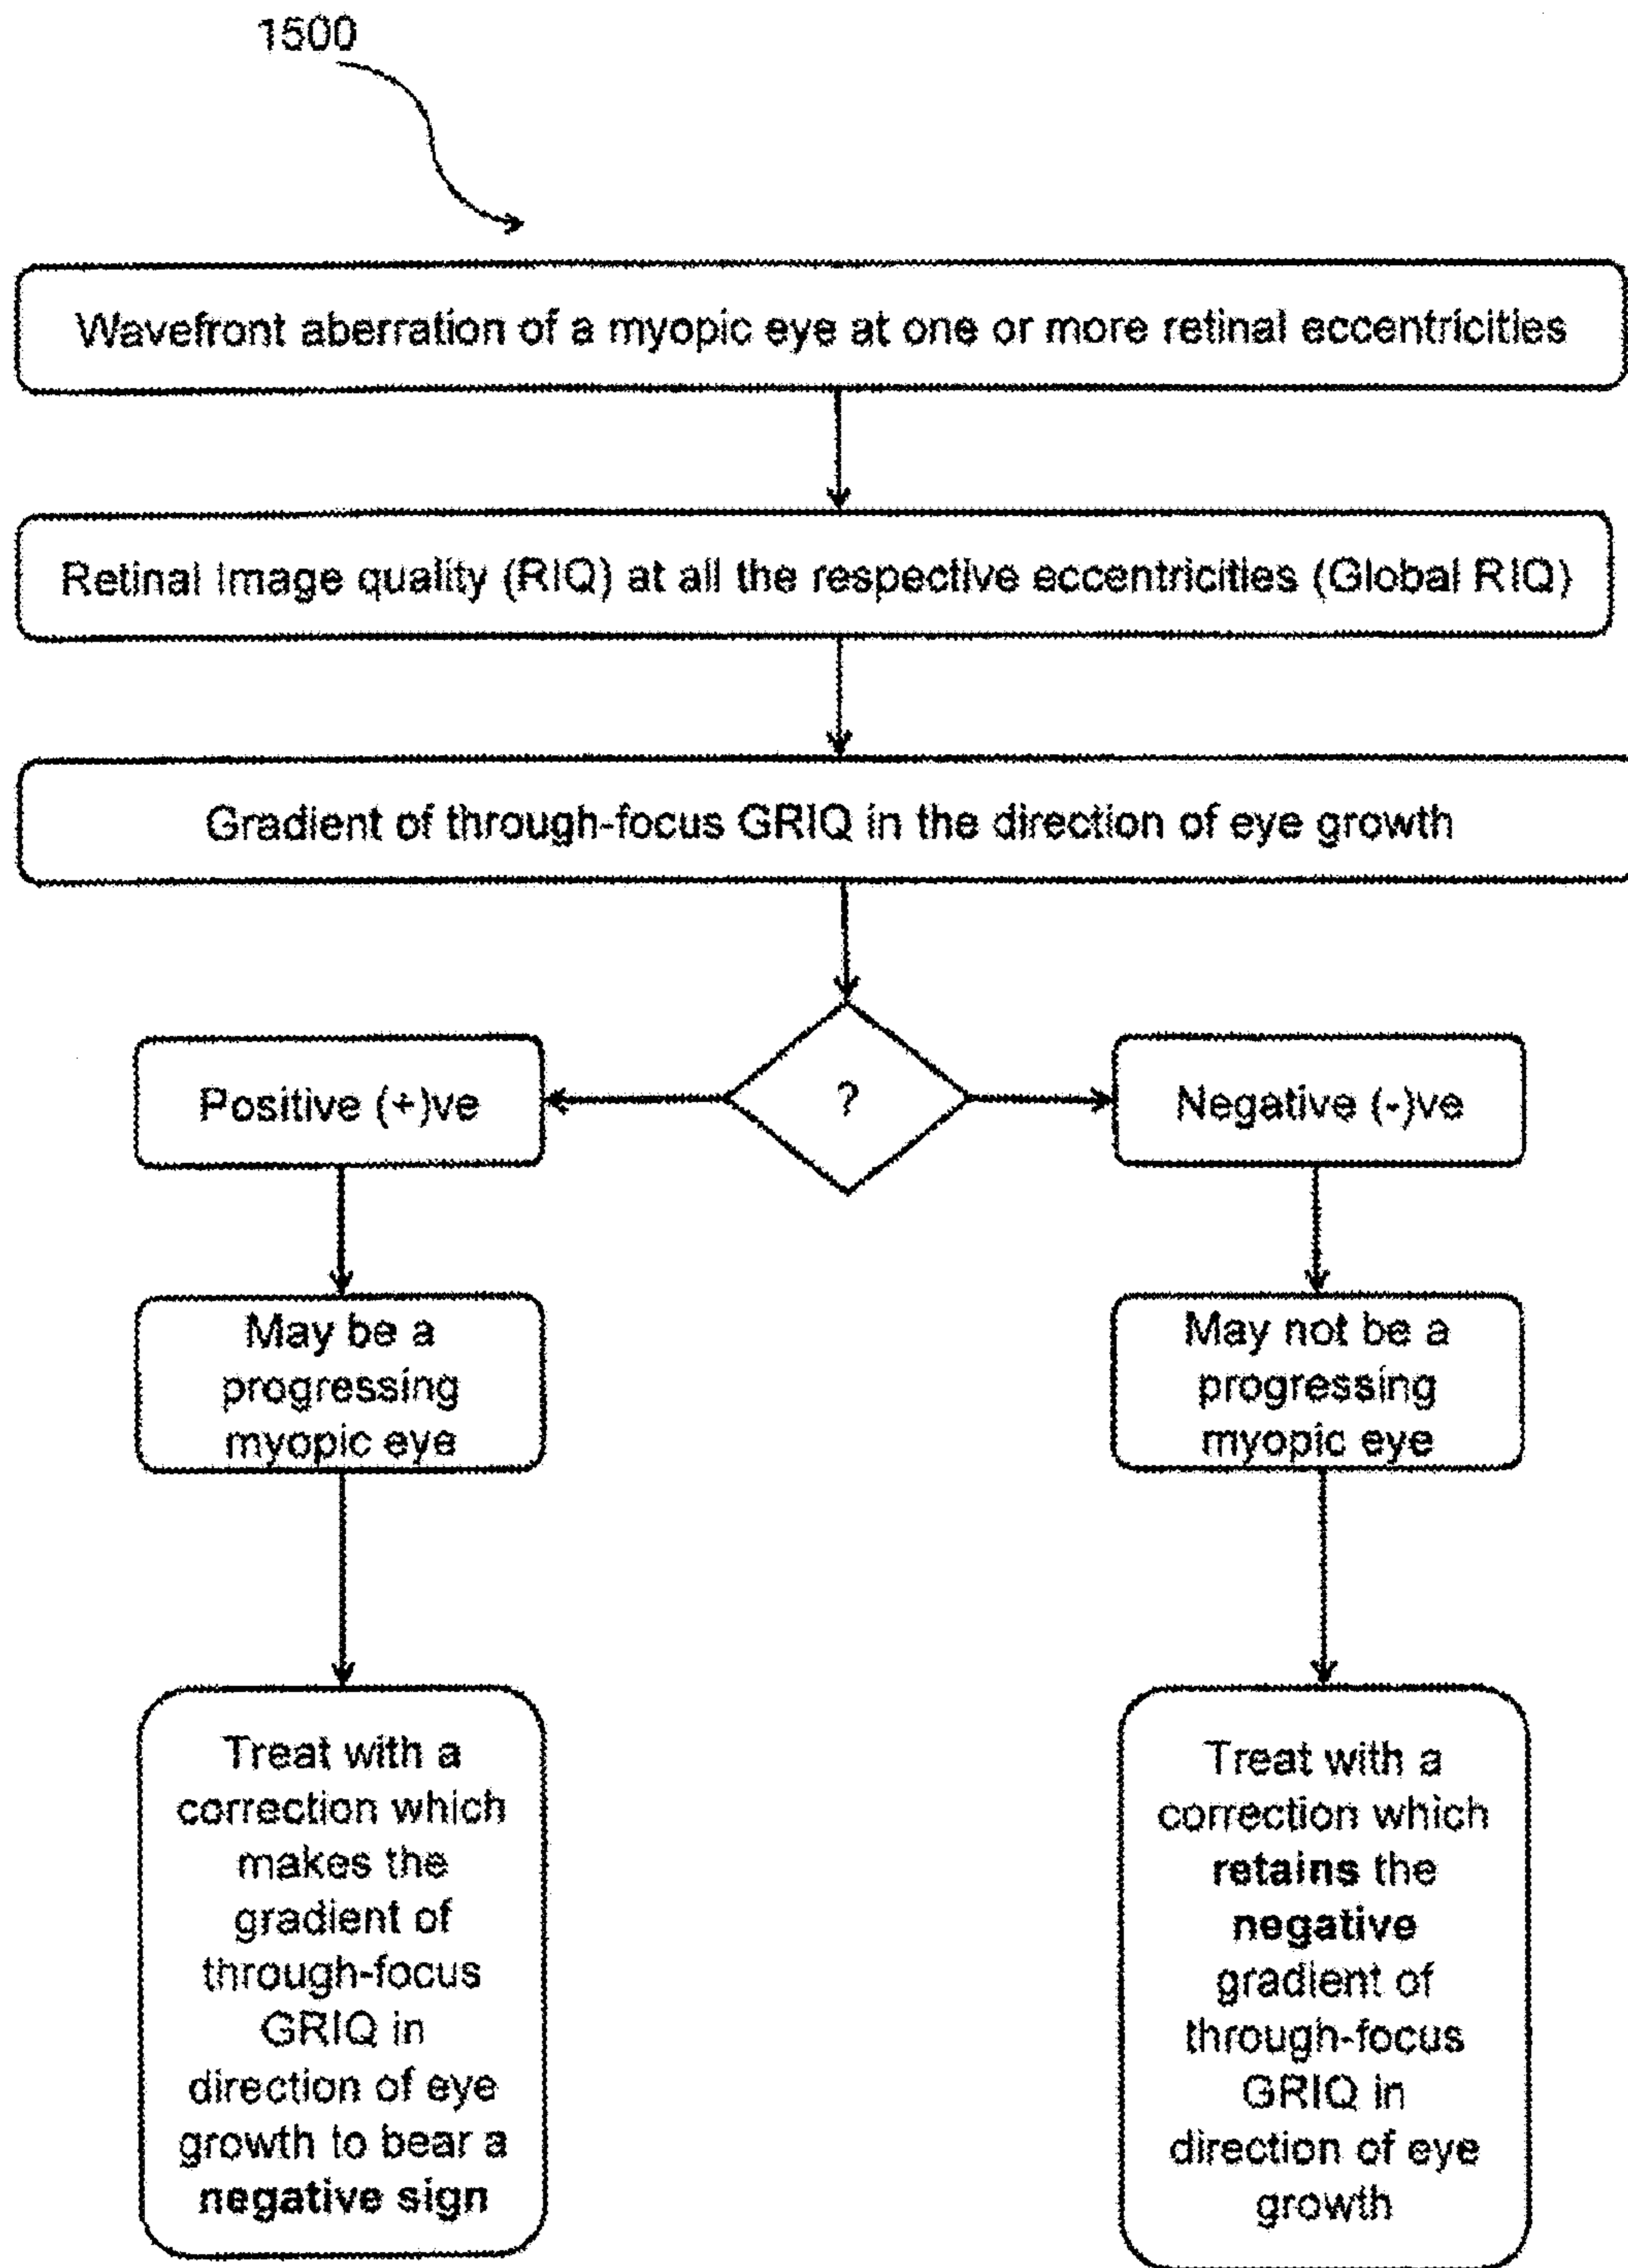 1500
Wavefront aberration of a myopic eye at one or more retinal eccentricities
Retinal Image quality (RIQ) at all the respective eccentricities (Global RIQ)
Gradient of through-focus GRIQ in the direction of eye growth
Positive (+)ve
?
Negative (-)ve
May be a
progressing
myopic eye
May not be a
progressing
myopic eye
Treat with a
correction which
makes the
gradient of
through-focus
GRIQ in
direction of eye
growth to bear a
negative sign
Treat with a
correction which
retains the
negative
gradient of
through-focus
GRIQ in
direction of eye
growth